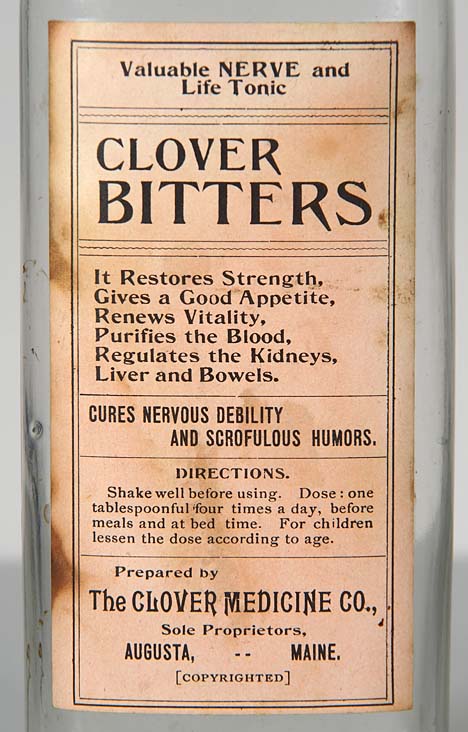 Valuable NERVE and
Life Tonic
CLOVER
BITTERS
It Restores Strength,
Gives a Good Appetite,
Renews Vitality,
Purifies the Blood,
Regulates the Kidneys,
Liver and Bowels.
CURES NERVOUS DEBILITY
AND SCROFULOUS HUMORS.
DIRECTIONS.
Shake well before using. Dose: one
tablespoonful four times a day, before
meals and at bed time. For children
lessen the dose according to age.
Prepared by
The CLOVER MEDICINE CO.,
Sole Proprietors,
AUGUSTA, -- MAINE.
[COPYRIGHTED]